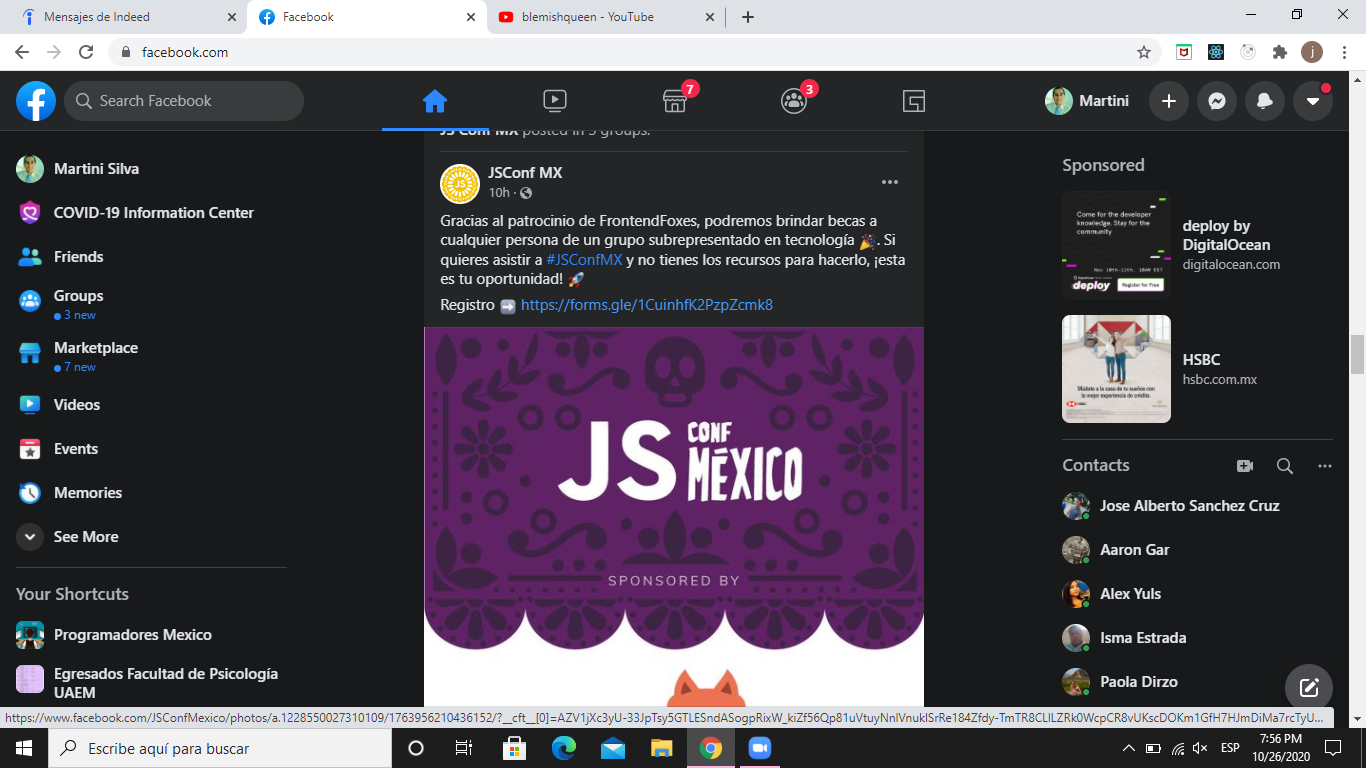 Mensajes de Indeed
Facebook
blemishqueen - YouTube
facebook.com
j
Search Facebook
7
3
Martini
JS Conf MX posted in 3 groups.
Martini Silva
COVID-19 Information Center
Friends
Groups
3 new
Marketplace
7 new
Videos
Events
Memories
See More
Your Shortcuts
Programadores Mexico
Egresados Facultad de Psicología
UAEM
JS
JSConf MX
10h ·
Gracias al patrocinio de FrontendFoxes, podremos brindar becas a
cualquier persona de un grupo subrepresentado en tecnología 🎉. Si
quieres asistir a #JSConfMX y no tienes los recursos para hacerlo, ¡esta
es tu oportunidad! 🚀
Registro ➡️ https://forms.gle/1CuinhfK2PzpZcmk8
JS CONF
MÉXICO
SPONSORED BY
Sponsored
Come for the developer
knowledge. Stay for the
community
Nov 10th-11th, 10AM EST
deploy
Register for Free
deploy by
DigitalOcean
digitalocean.com
Múdate a la casa de tu sueños con
la mejor experiencia de crédito.
HSBC
HSBC
hsbc.com.mx
Contacts
Jose Alberto Sanchez Cruz
Aaron Gar
Alex Yuls
Isma Estrada
Paola Dirzo
https://www.facebook.com/JSConfMexico/photos/a.1228550027310109/1763956210436152/?__cft__[0]=AZV1jXc3yU-33JpTsy5GTLESndASogpRixW_kiZf56Qp81uVtuyNnIVnukISrRe184Zfdy-TmTR8CLILZRk0WcpCR8vUKscDOKm1GfH7HJmDiMa7rcTyU...
Escribe aquí para buscar
ESP
7:56 PM
10/26/2020